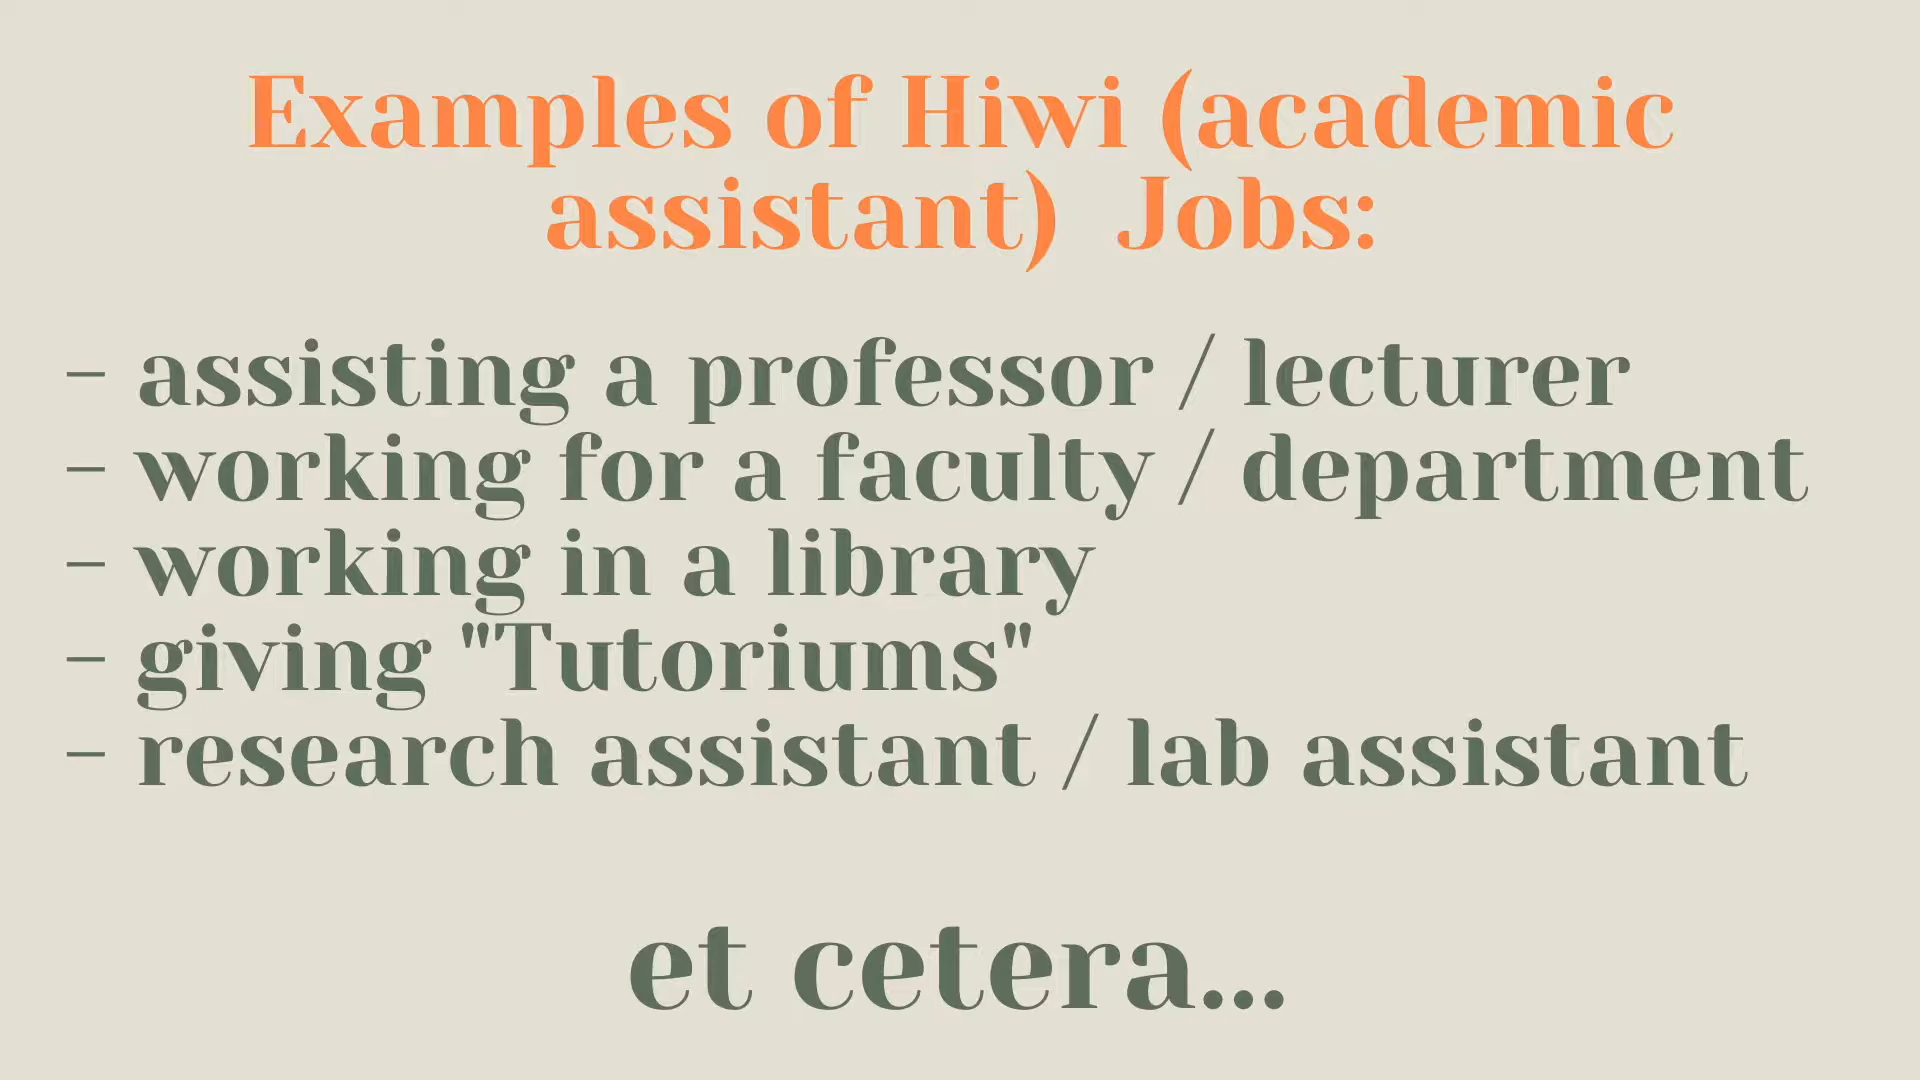 Examples of Hiwi (academic
assistant) Jobs:
- assisting a professor / lecturer
- working for a faculty / department
- working in a library
- giving "Tutoriums"
- research assistant / lab assistant
et cetera...